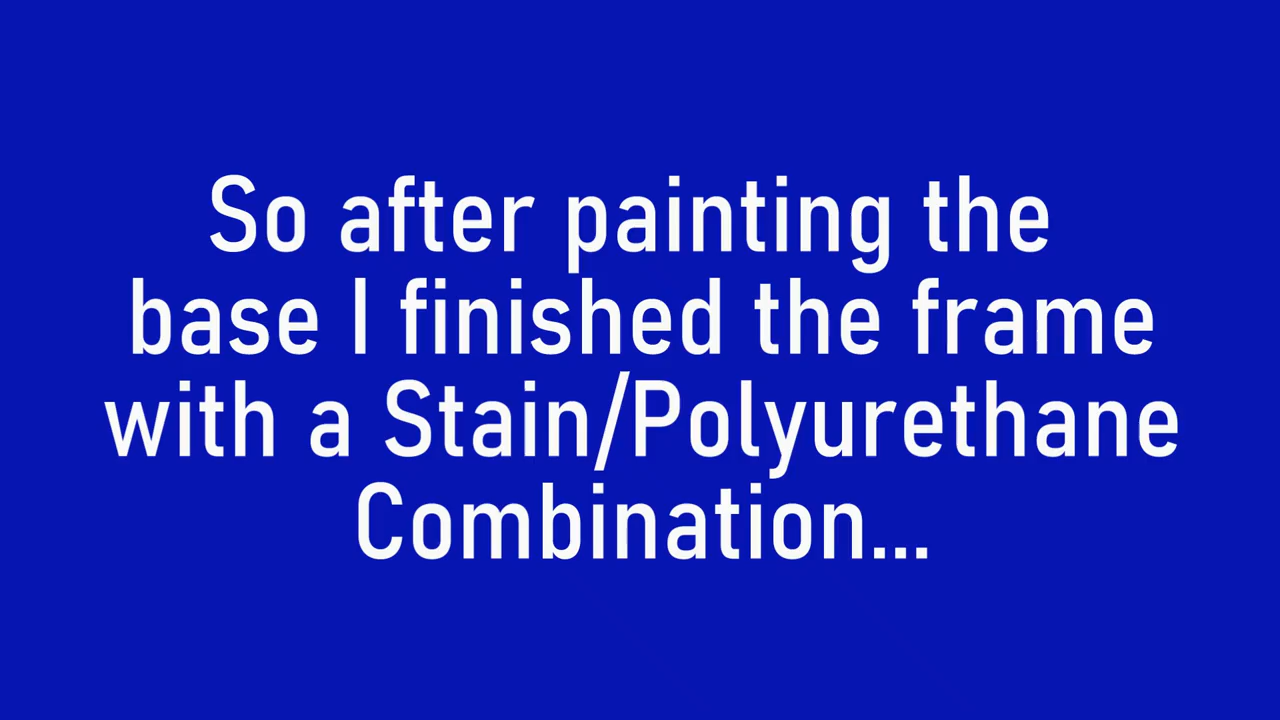 So after painting the
base I finished the frame
with a Stain/Polyurethane
Combination...